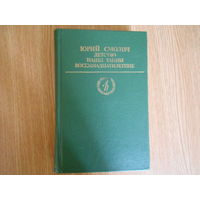 ЮРИЙ СМОЛИЧ
ДЕТСТВО
НАШИ ТАЙНЫ
ВОСЕМНАДЦАТИЛЕТНИЕ